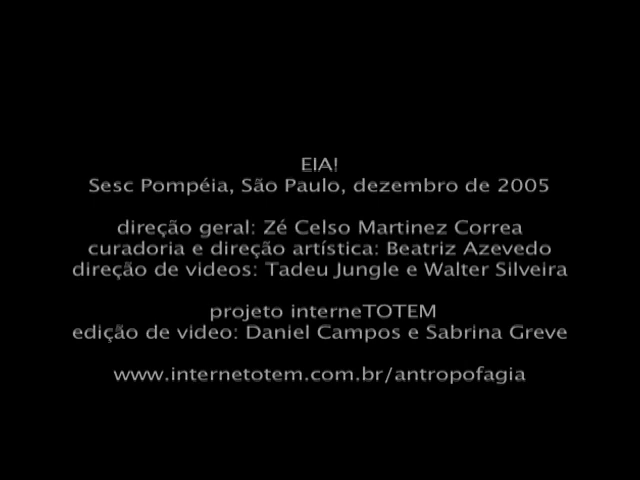 EIA!
Sesc Pompéia, São Paulo, dezembro de 2005
direção geral: Zé Celso Martinez Correa
curadoria e direção artística: Beatriz Azevedo
direção de videos: Tadeu Jungle e Walter Silveira
projeto interneTOTEM
edição de video: Daniel Campos e Sabrina Greve
www.internetotem.com.br/antropofagia